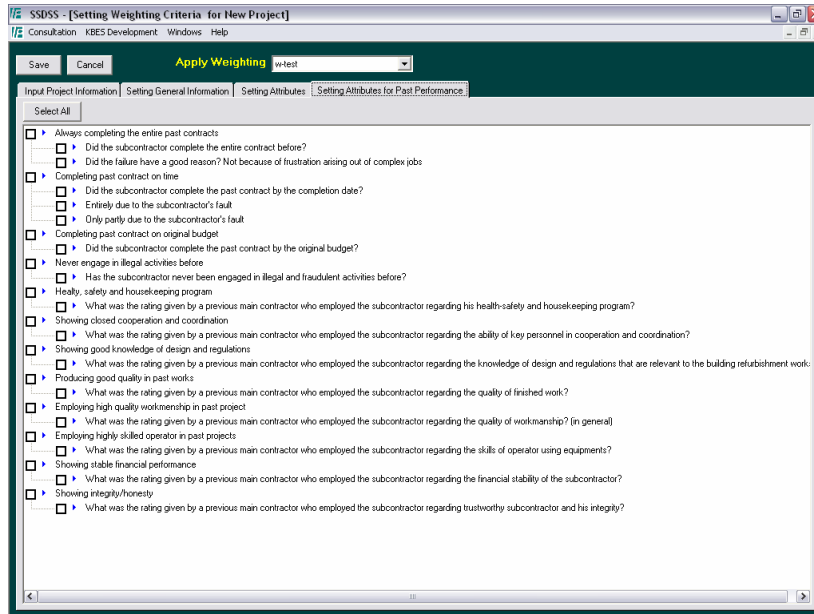 SSDSS - [Setting Weighting Criteria for New Project]
Consultation KBES Development Windows Help
Save Cancel Apply Weighting w-test
Input Project Information Setting General Information Setting Attributes Setting Attributes for Past Performance
Select All
Always completing the entire past contracts
Did the subcontractor complete the entire contract before?
Did the failure have a good reason? Not because of frustration arising out of complex jobs
Completing past contract on time
Did the subcontractor complete the past contract by the completion date?
Entirely due to the subcontractor's fault
Only partly due to the subcontractor's fault
Completing past contract on original budget
Did the subcontractor complete the past contract by the original budget?
Never engage in illegal activities before
Has the subcontractor never been engaged in illegal and fraudulent activities before?
Healty, safety and housekeeping program
What was the rating given by a previous main contractor who employed the subcontractor regarding his health-safety and housekeeping program?
Showing closed cooperation and coordination
What was the rating given by a previous main contractor who employed the subcontractor regarding the ability of key personnel in cooperation and coordination?
Showing good knowledge of design and regulations
What was the rating given by a previous main contractor who employed the subcontractor regarding the knowledge of design and regulations that are relevant to the building refurbishment work
Producing good quality in past works
What was the rating given by a previous main contractor who employed the subcontractor regarding the quality of finished work?
Employing high quality workmenship in past project
What was the rating given by a previous main contractor who employed the subcontractor regarding the quality of workmanship? (in general)
Employing highly skilled operator in past projects
What was the rating given by a previous main contractor who employed the subcontractor regarding the skills of operator using equipments?
Showing stable financial performance
What was the rating given by a previous main contractor who employed the subcontractor regarding the financial stability of the subcontractor?
Showing integrity/honesty
What was the rating given by a previous main contractor who employed the subcontractor regarding trustworthy subcontractor and his integrity?